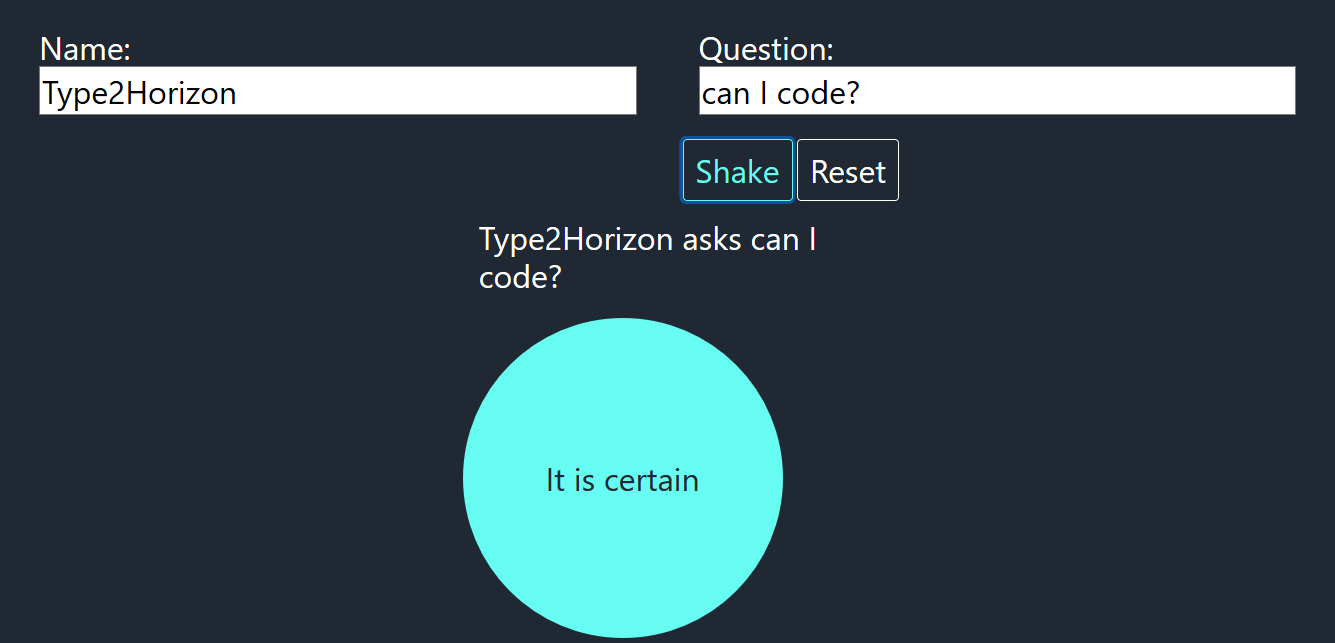 Name:
Question:
Type2Horizon
can I code?
Shake
Reset
Type2Horizon asks can I
code?
It is certain